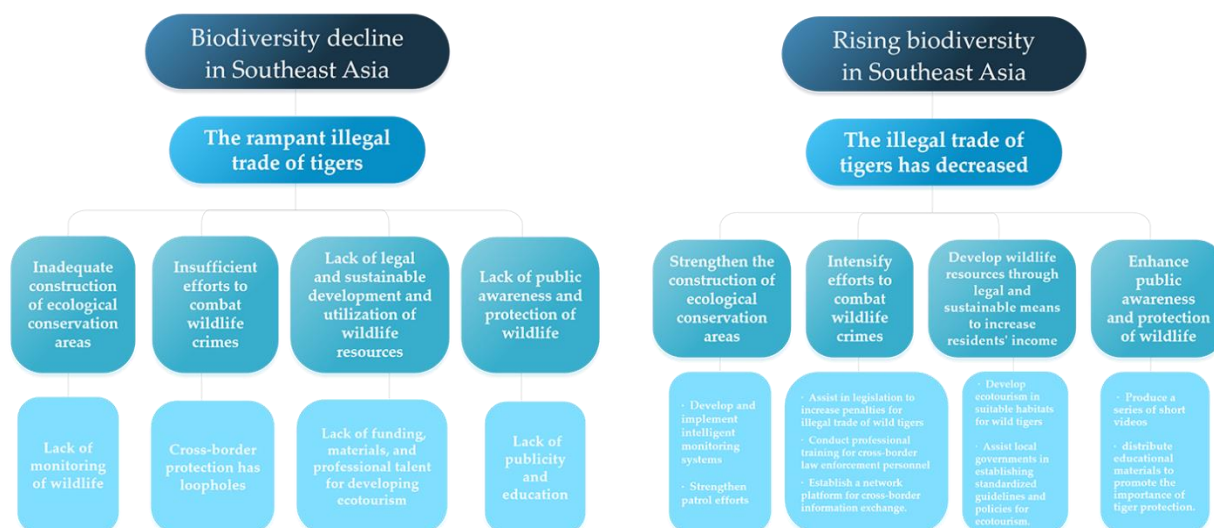 Biodiversity decline
in Southeast Asia
The rampant illegal
trade of tigers
Inadequate
construction
of ecological
conservation
areas
Insufficient
efforts to
combat
wildlife
crimes
Lack of legal
and sustainable
development and
utilization of
wildlife
resources
Lack of public
awareness and
protection of
wildlife
Lack of
monitoring
of wildlife
Cross-border
protection has
loopholes
Lack of funding,
materials, and
professional talent
for developing
ecotourism
Lack of
publicity
and
education
Rising biodiversity
in Southeast Asia
The illegal trade of
tigers has decreased
Strengthen the
construction of
ecological
conservation
areas
Intensify
efforts to
combat
wildlife
crimes
Develop wildlife
resources through
legal and
sustainable means
to increase
residents' income
Enhance
public
awareness
and protection
of wildlife
· Develop and
implement
intelligent
monitoring
systems
· Strengthen
patrol efforts
· Assist in legislation to
increase penalties for
illegal trade of wild tigers
· Conduct professional
training for cross-border
law enforcement personnel
· Establish a network
platform for cross-border
information exchange.
· Develop
ecotourism in
suitable habitats
for wild tigers
· Assist local
governments in
establishing
standardized
guidelines and
policies for
ecotourism.
· Produce a
series of short
videos
· distribute
educational
materials to
promote the
importance of
tiger protection.